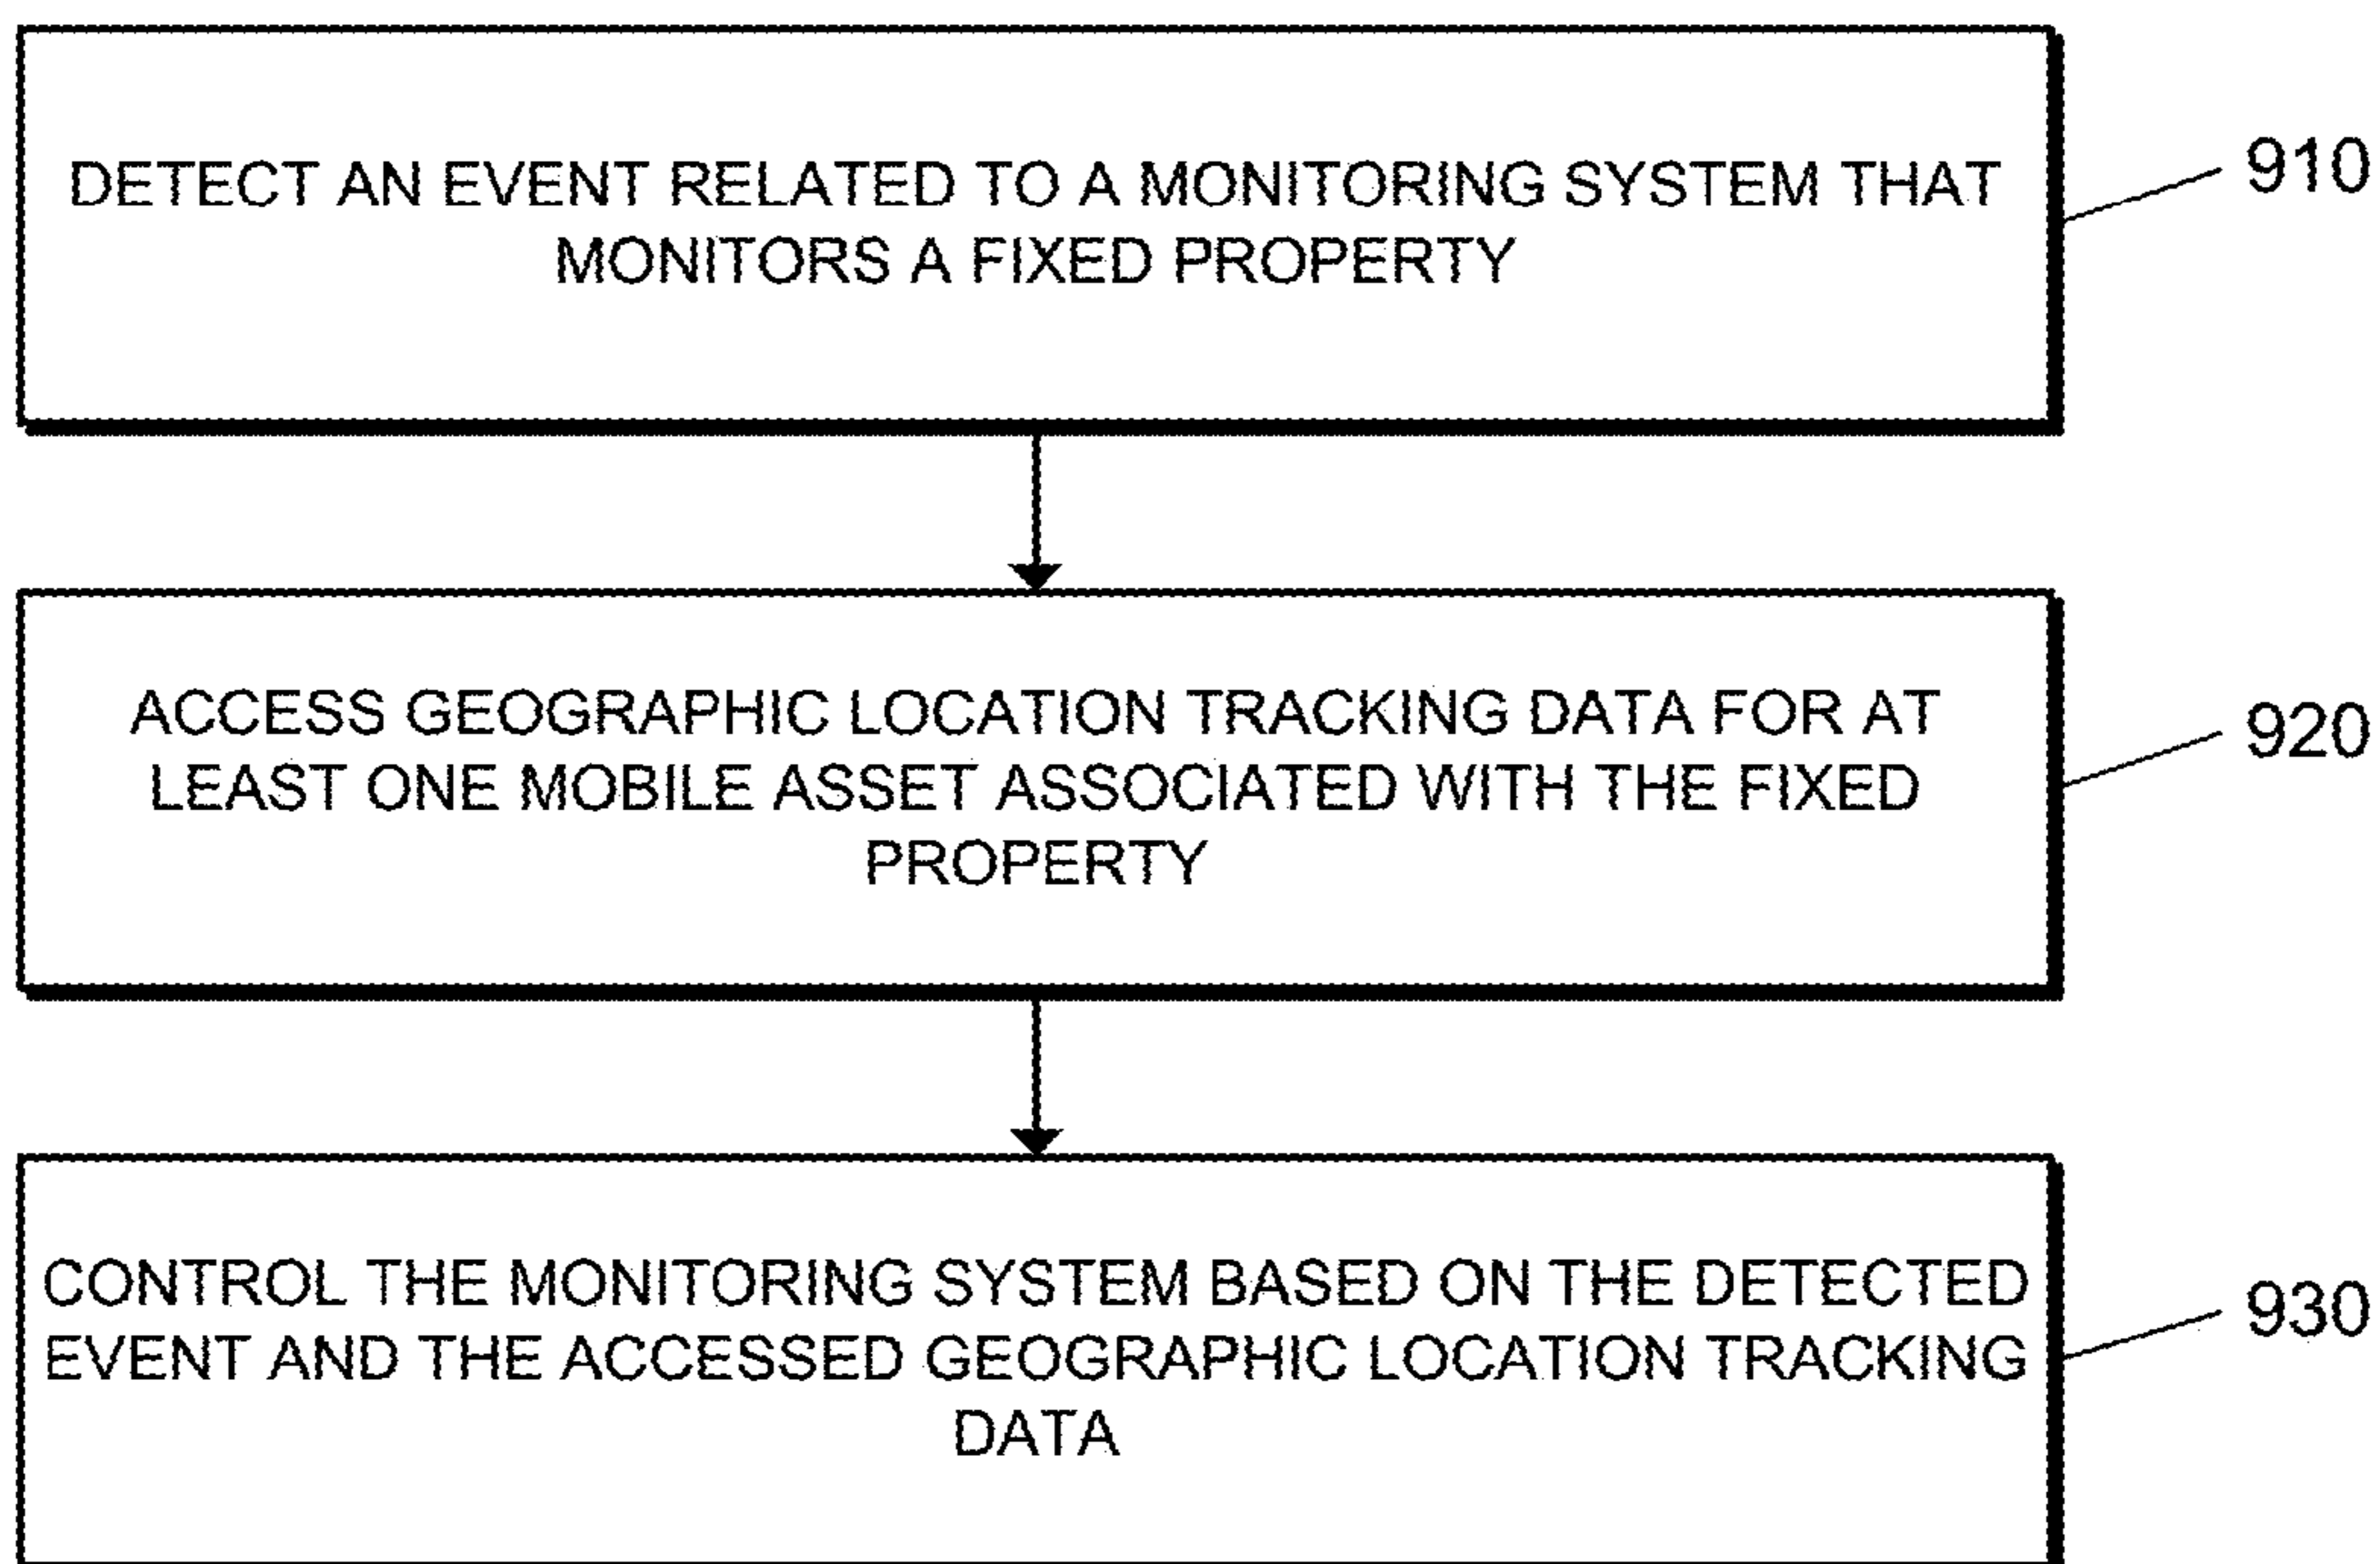 DETECT AN EVENT RELATED TO A MONITORING SYSTEM THAT
MONITORS A FIXED PROPERTY
910
ACCESS GEOGRAPHIC LOCATION TRACKING DATA FOR AT
LEAST ONE MOBILE ASSET ASSOCIATED WITH THE FIXED
PROPERTY
920
CONTROL THE MONITORING SYSTEM BASED ON THE DETECTED
EVENT AND THE ACCESSED GEOGRAPHIC LOCATION TRACKING
DATA
930